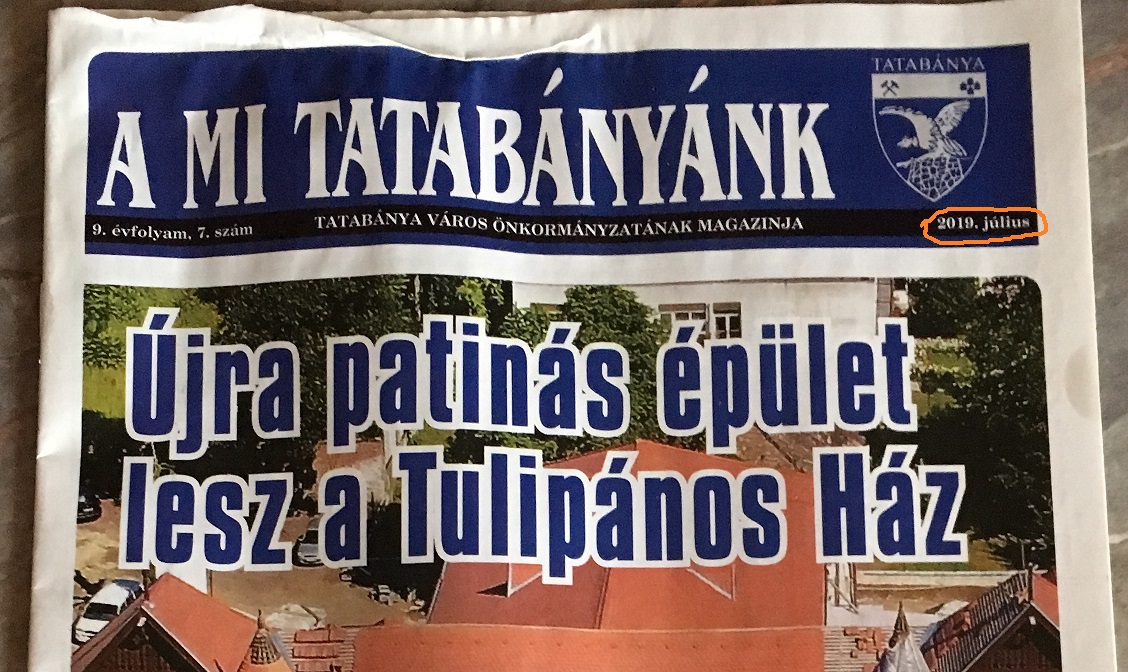 TATABÁNYA
A MI TATABÁNYÁNK
9. évfolyam, 7. szám
TATABÁNYA VÁROS ÖNKORMÁNYZATÁNAK MAGAZINJA
2019. július
Újra patinás épület
lesz a Tulipános Ház